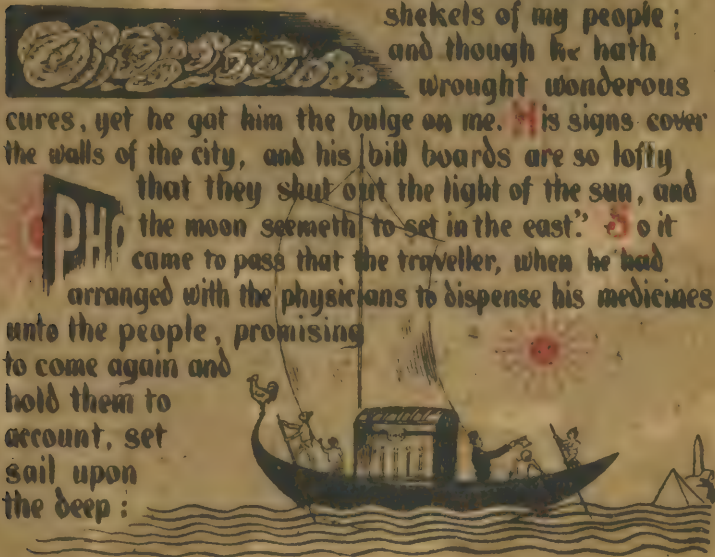 shekels of my people;
and though he hath
wrought wonderous
cures, yet he gat him the bulge on me. His signs cover
the walls of the city, and his bill boards are so lofty
that they shut out the light of the sun, and
PHO
the moon seemeth to set in the east." So it
came to pass that the traveller, when he had
arranged with the physicians to dispense his medicines
unto the people, promising
to come again and
hold them to
account, set
sail upon
the deep: